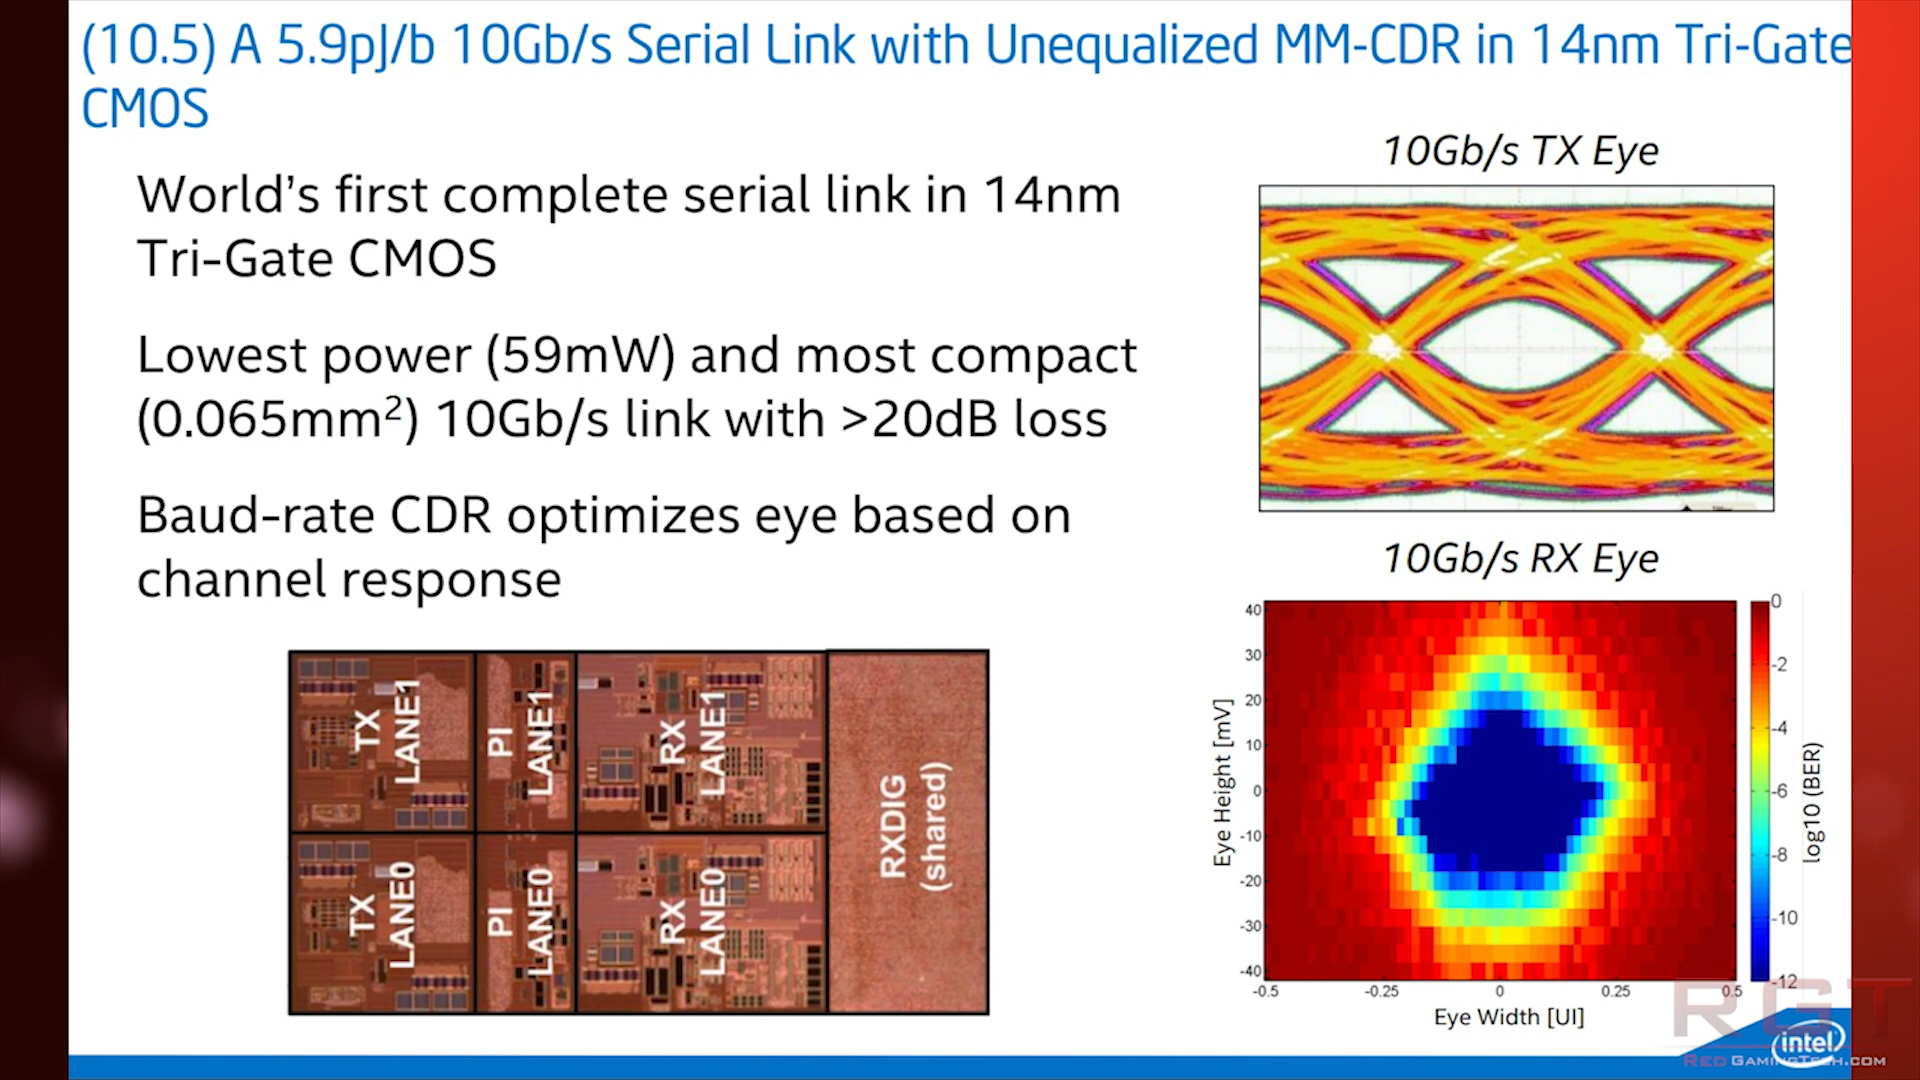 (10.5) A 5.9pJ/b 10Gb/s Serial Link with Unequalized MM-CDR in 14nm Tri-Gate
CMOS
World's first complete serial link in 14nm
Tri-Gate CMOS
Lowest power (59mW) and most compact
(0.065mm²) 10Gb/s link with >20dB loss
Baud-rate CDR optimizes eye based on
channel response
TX
LANE1
PI
LANE1
RX
LANE1
TX
LANE0
PI
LANE0
RX
LANE0
RXDIG
(shared)
10Gb/s TX Eye
10Gb/s RX Eye
40
30
20
10
0
-10
-20
-30
-40
Eye Height [mV]
-0.5
-0.25
0
0.25
0.5
Eye Width [UI]
0
-2
-4
-6
-8
-10
-12
log10 (BER)
RGT
RED GAMINGTECH.COM
intel